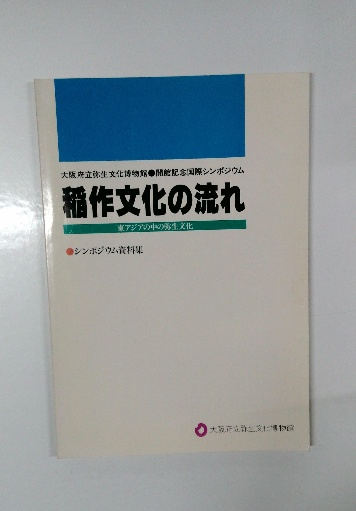 大阪府立弥生文化博物館●開館記念国際シンポジウム
稲作文化の流れ
東アジアの中の弥生文化
●シンポジウム資料集
大阪府立弥生文化博物館